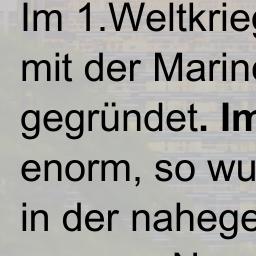 Im 1.Weltkrieg
mit der Marine
gegründet. Im
enorm, so wu
in der nahege